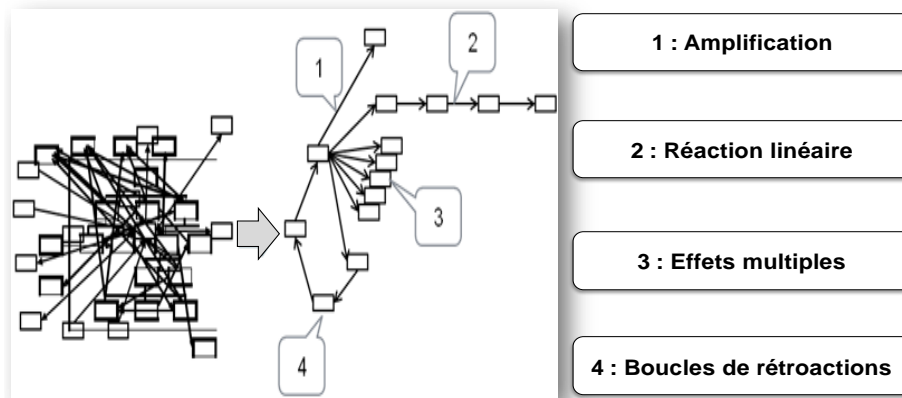 1
2
3
4
1 : Amplification
2 : Réaction linéaire
3 : Effets multiples
4 : Boucles de rétroactions